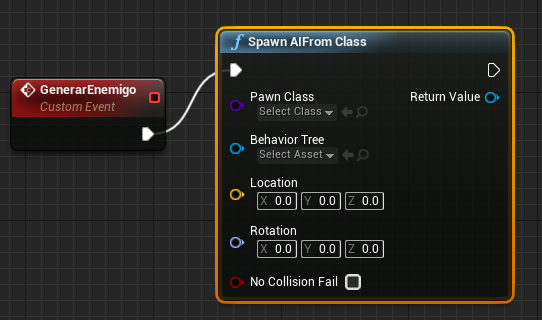 GenerarEnemigo
Custom Event
f Spawn AIFrom Class
Pawn Class
Select Class
Return Value
Behavior Tree
Select Asset
Location
X 0.0 Y 0.0 Z 0.0
Rotation
X 0.0 Y 0.0 Z 0.0
No Collision Fail